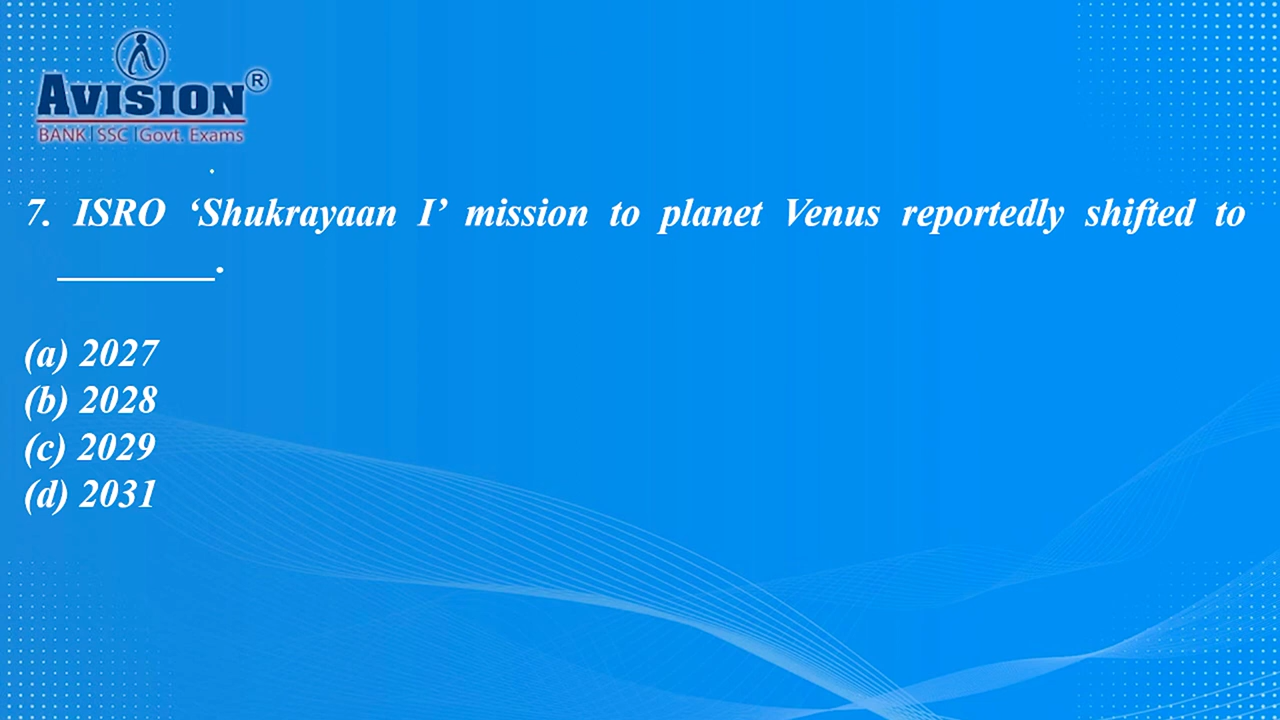 AVISION®
BANK | SSC | Govt. Exams
7. ISRO ‘Shukrayaan I’ mission to planet Venus reportedly shifted to
________.
(a) 2027
(b) 2028
(c) 2029
(d) 2031